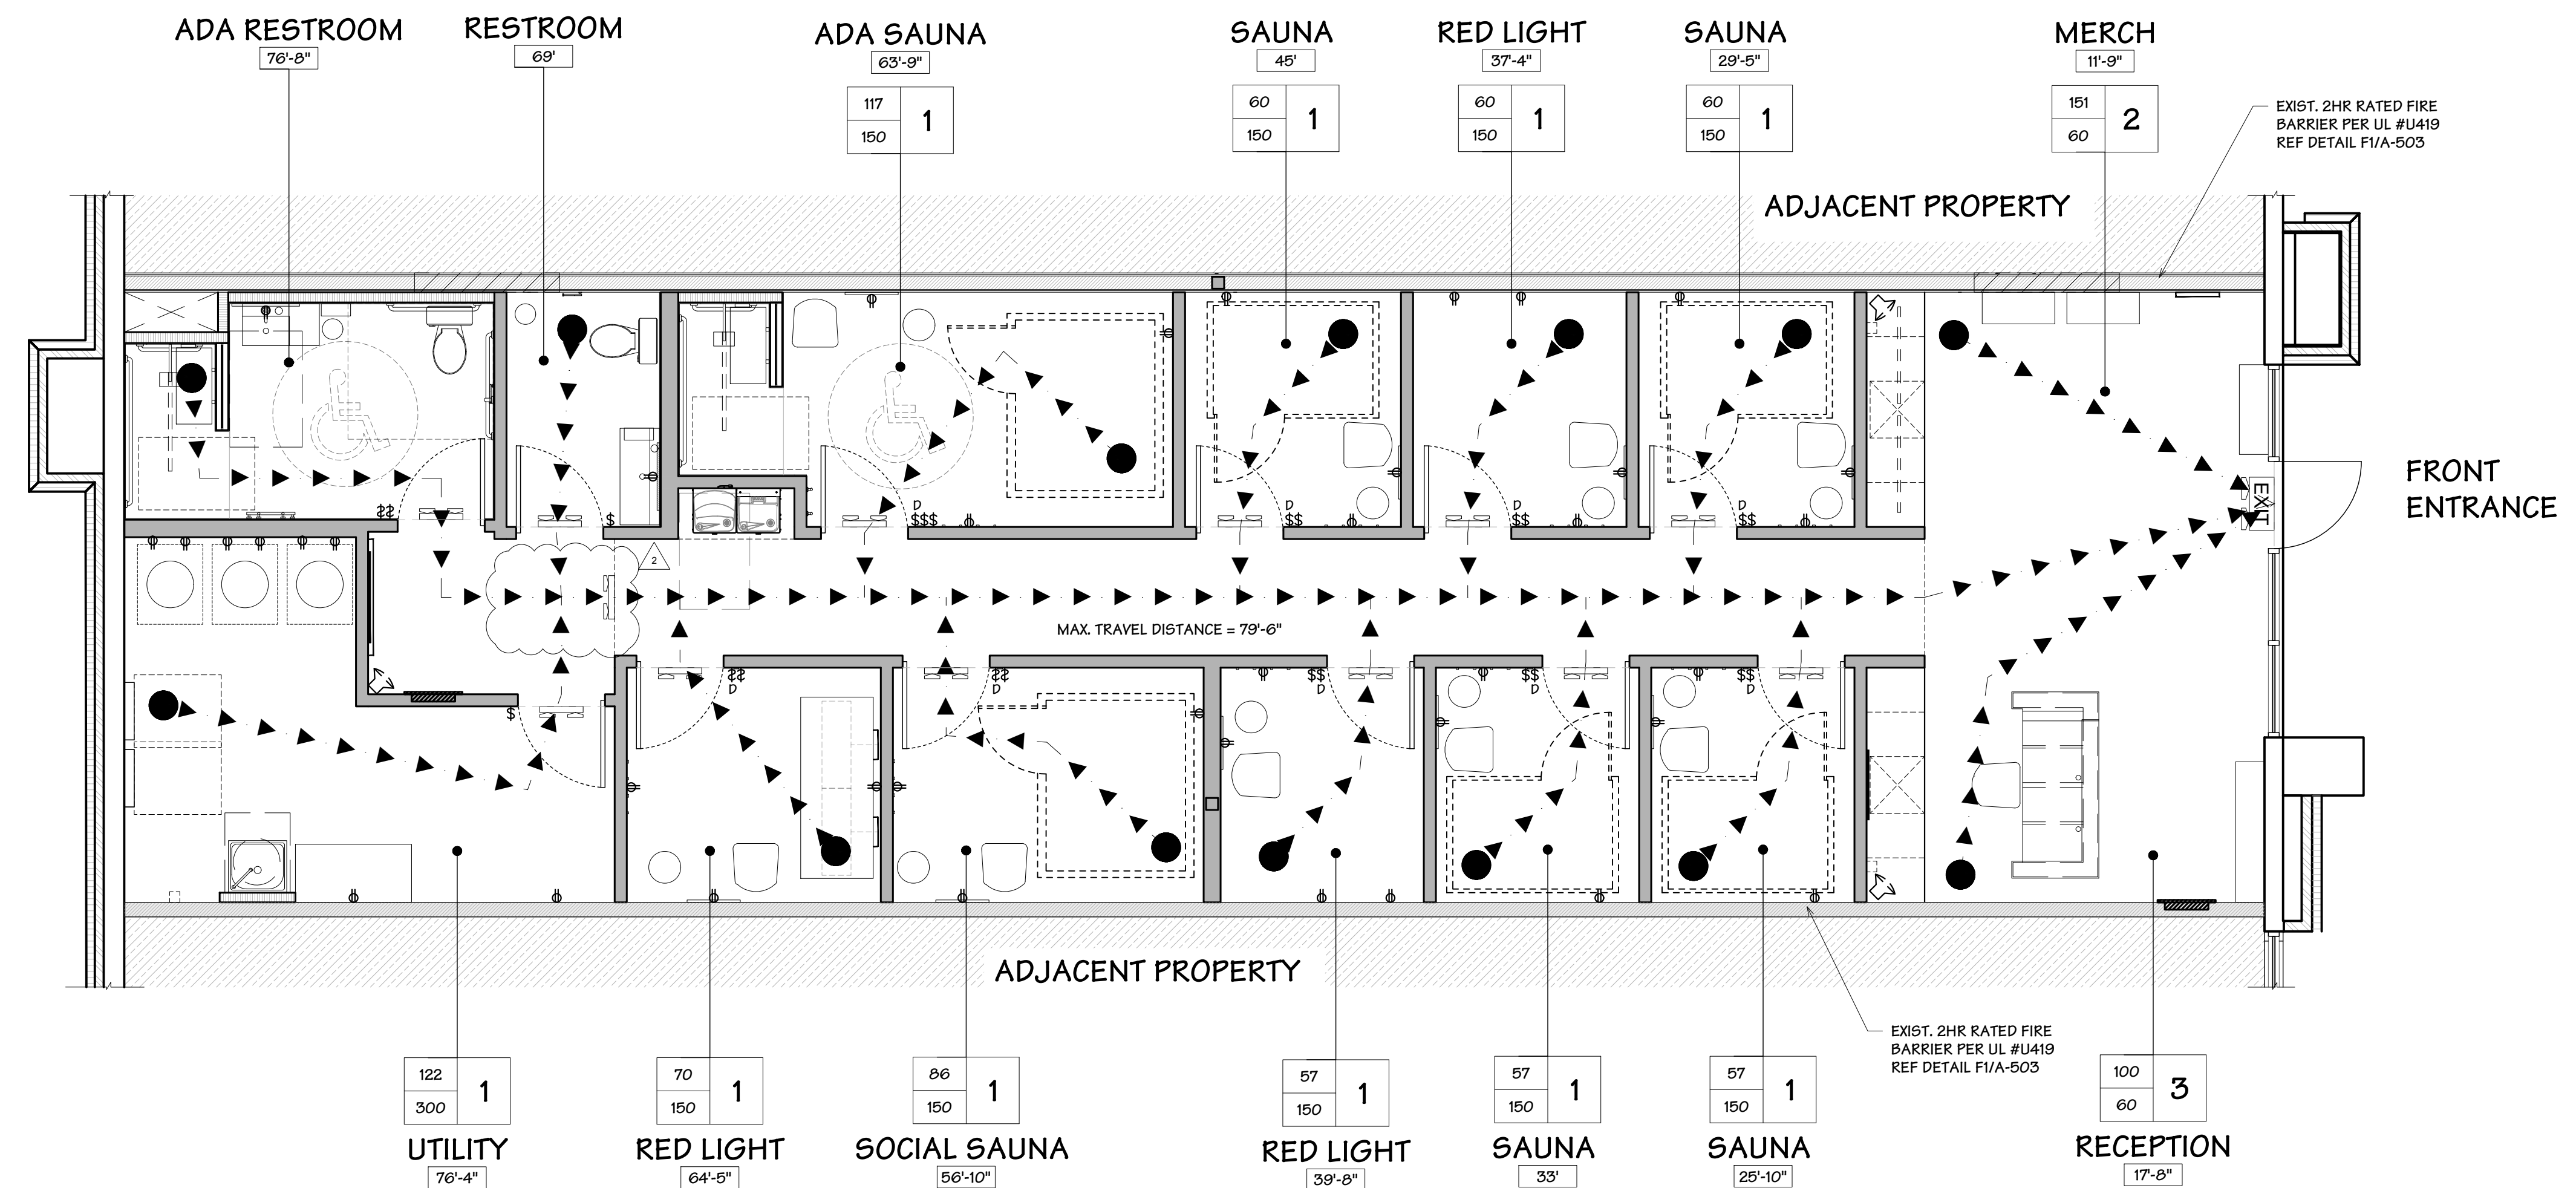 ADA RESTROOM
76'-8"
RESTROOM
69'
ADA SAUNA
63'-9"
117
150
1
SAUNA
45'
60
150
1
RED LIGHT
37'-4"
60
150
1
SAUNA
29'-5"
60
150
1
MERCH
11'-9"
151
60
2
EXIST. 2HR RATED FIRE
BARRIER PER UL #U419
REF DETAIL F1/A-503
ADJACENT PROPERTY
FRONT
ENTRANCE
EXIT
$$
$
D
$$$
D
$$
D
$$
D
$$
2
MAX. TRAVEL DISTANCE = 79'-6"
$
$$
D
$$
D
$$
D
$$
D
$$
D
ADJACENT PROPERTY
EXIST. 2HR RATED FIRE
BARRIER PER UL #U419
REF DETAIL F1/A-503
122
300
1
UTILITY
76'-4"
70
150
1
RED LIGHT
64'-5"
86
150
1
SOCIAL SAUNA
56'-10"
57
150
1
RED LIGHT
39'-8"
57
150
1
SAUNA
33'
57
150
1
SAUNA
25'-10"
100
60
3
RECEPTION
17'-8"